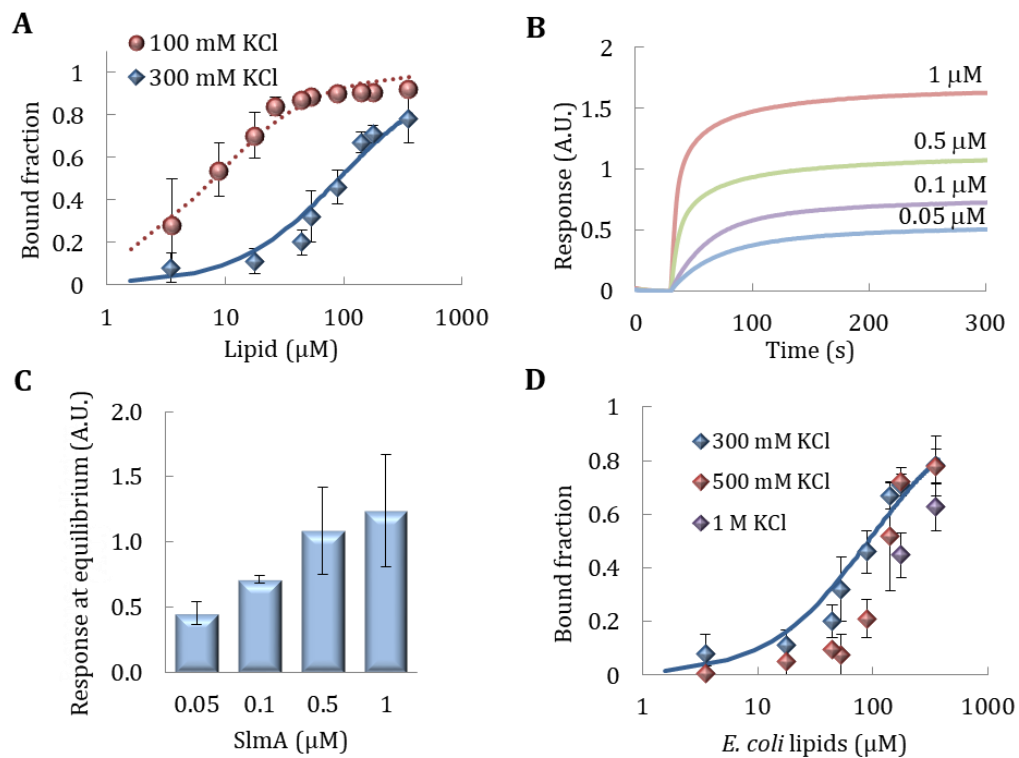 A
100 mM KCl
300 mM KCl
1
0.8
0.6
0.4
0.2
0
1
10
100
1000
Bound fraction
Lipid (µM)
B
2
1.5
1
0.5
0
0
100
200
300
Response (A.U.)
Time (s)
1 µM
0.5 µM
0.1 µM
0.05 µM
C
2.0
1.5
1.0
0.5
0.0
0.05
0.1
0.5
1
Response at equilibrium (A.U.)
SlmA (µM)
D
300 mM KCl
500 mM KCl
1 M KCl
1
0.8
0.6
0.4
0.2
0
1
10
100
1000
Bound fraction
E. coli lipids (µM)